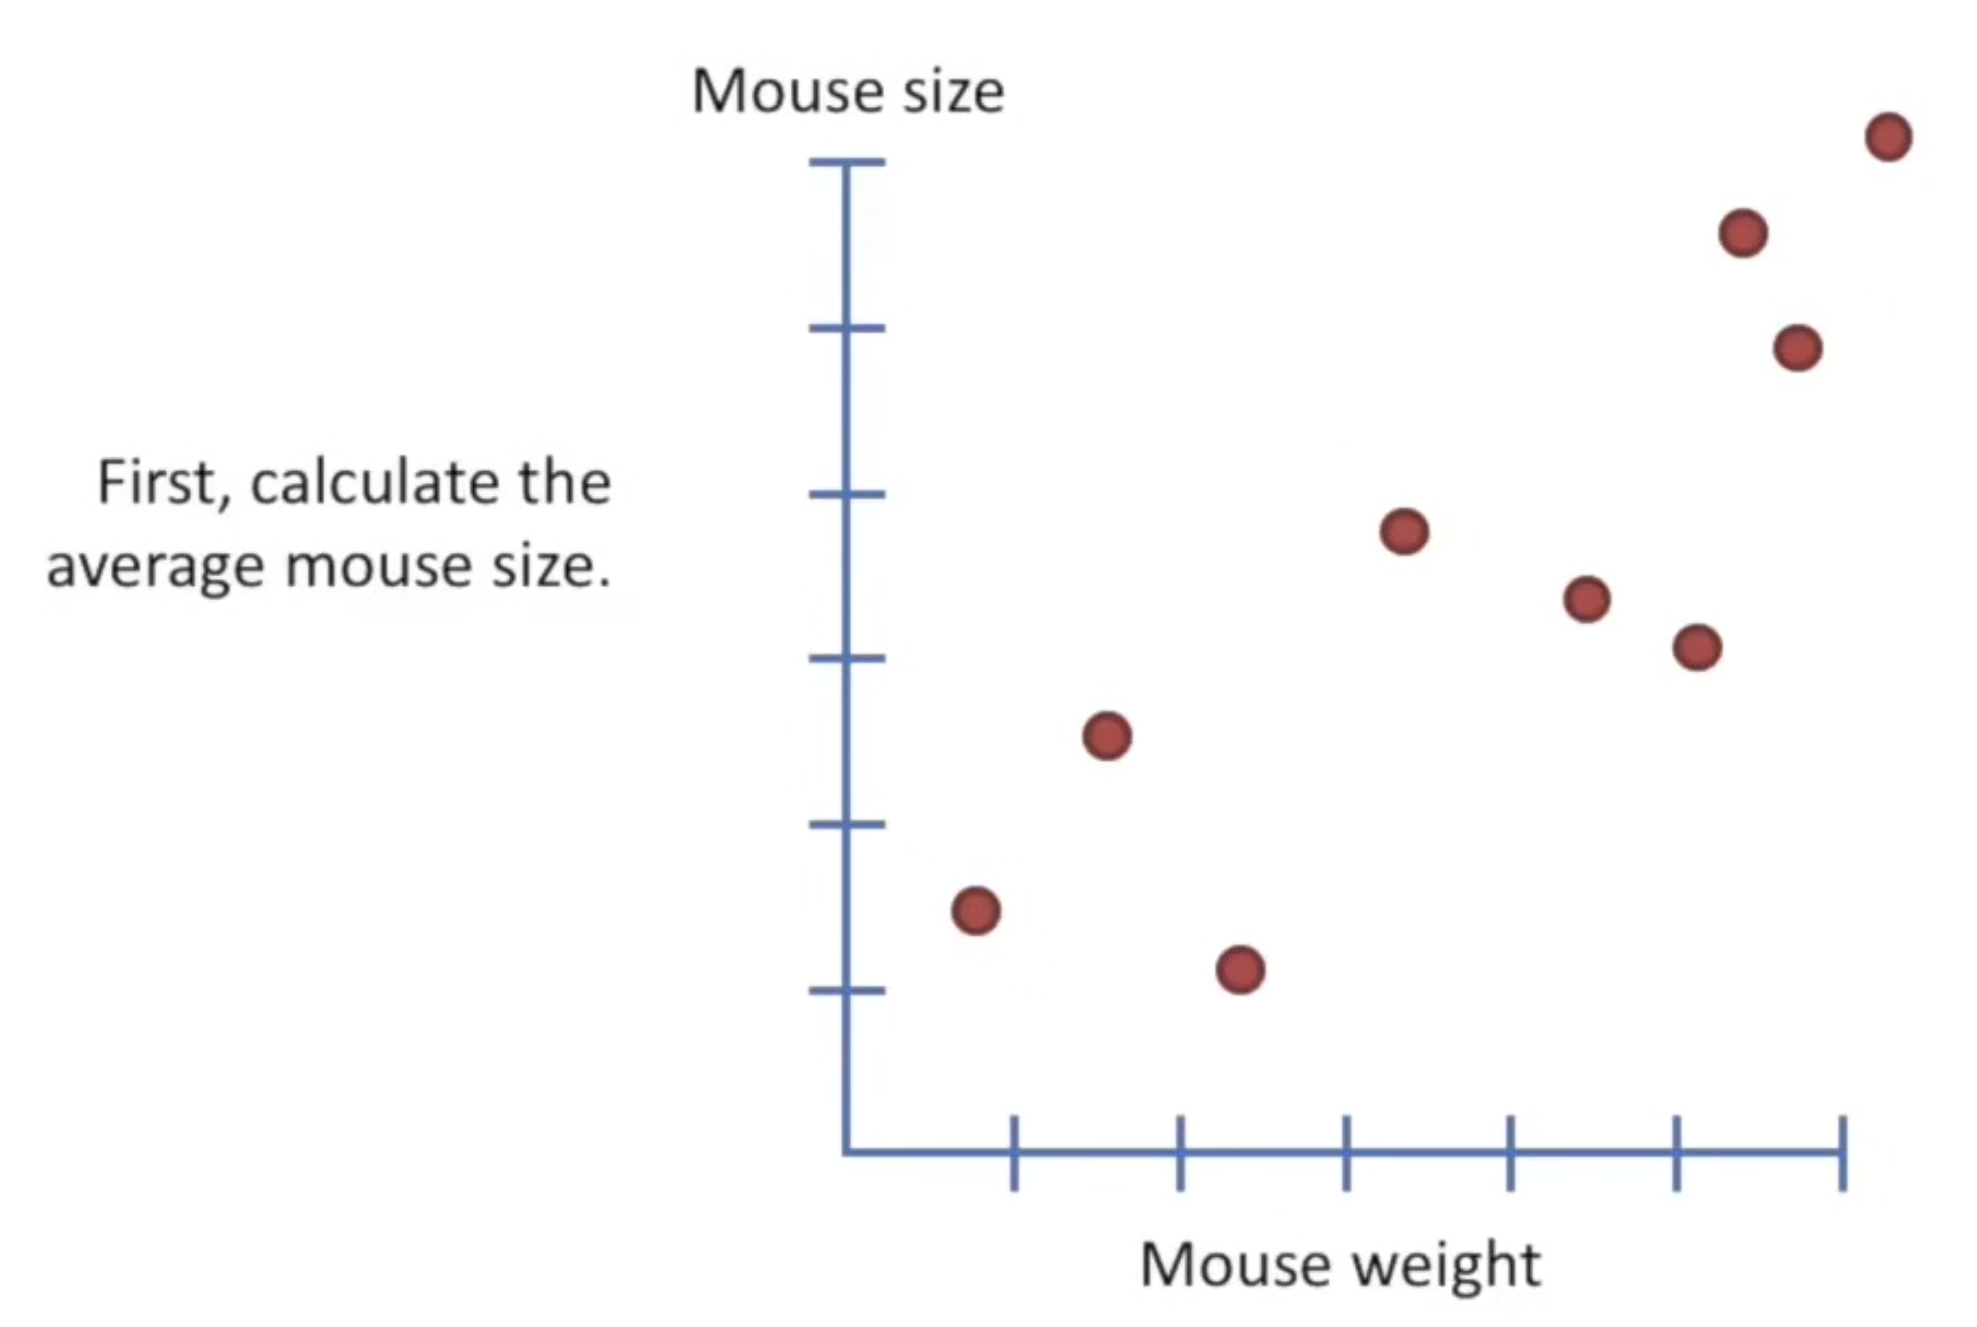 Mouse size
First, calculate the
average mouse size.
Mouse weight